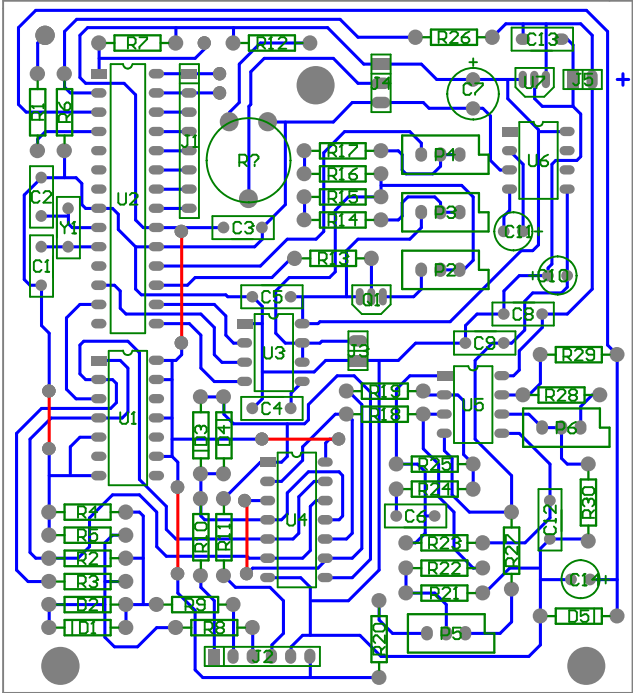 R7
R12
R26
C13
+
J4
C7
U7
J5
+
R1
R6
J1
R?
R17
P4
U6
R16
C2
U2
R15
Y1
C3
R14
P3
C11
+
C1
R13
P2
+
C10
C5
Q1
C8
U3
J3
C9
R29
R19
R28
C4
R18
U5
U1
D3
D4
P6
R25
R24
R30
R4
R10
R11
U4
C6
C12
R5
R23
R27
R2
R22
R3
C14
+
D2
R9
R21
D1
R8
R20
P5
D5
J2